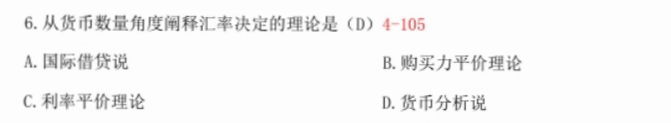 6. 从货币数量角度阐释汇率决定的理论是（D）4-105
A. 国际借贷说 B. 购买力平价理论
C. 利率平价理论 D. 货币分析说